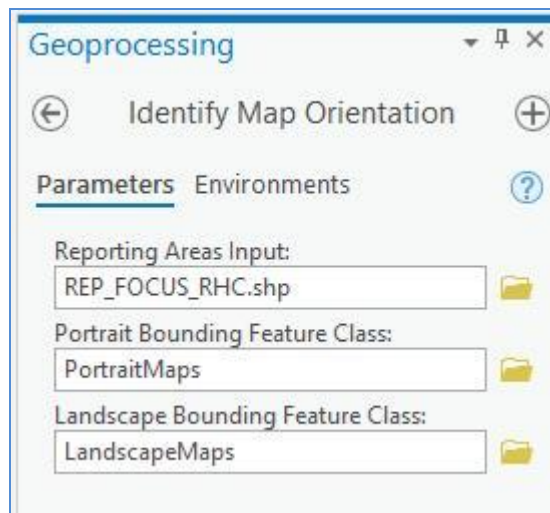 Geoprocessing
Identify Map Orientation
Parameters Environments
Reporting Areas Input:
REP_FOCUS_RHC.shp
Portrait Bounding Feature Class:
PortraitMaps
Landscape Bounding Feature Class:
LandscapeMaps